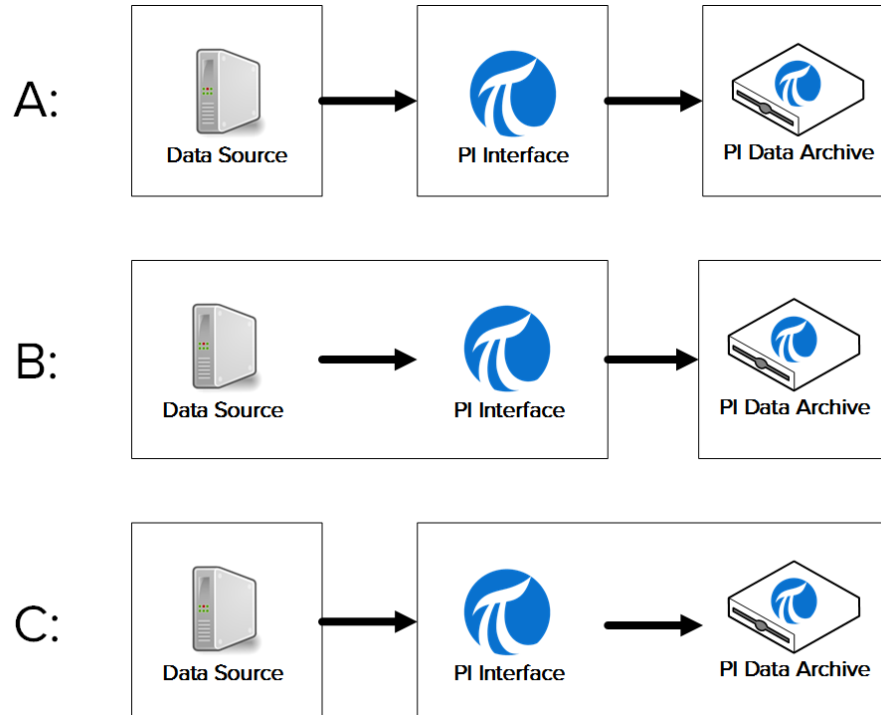 A:
Data Source
PI Interface
PI Data Archive
B:
Data Source
PI Interface
PI Data Archive
C:
Data Source
PI Interface
PI Data Archive